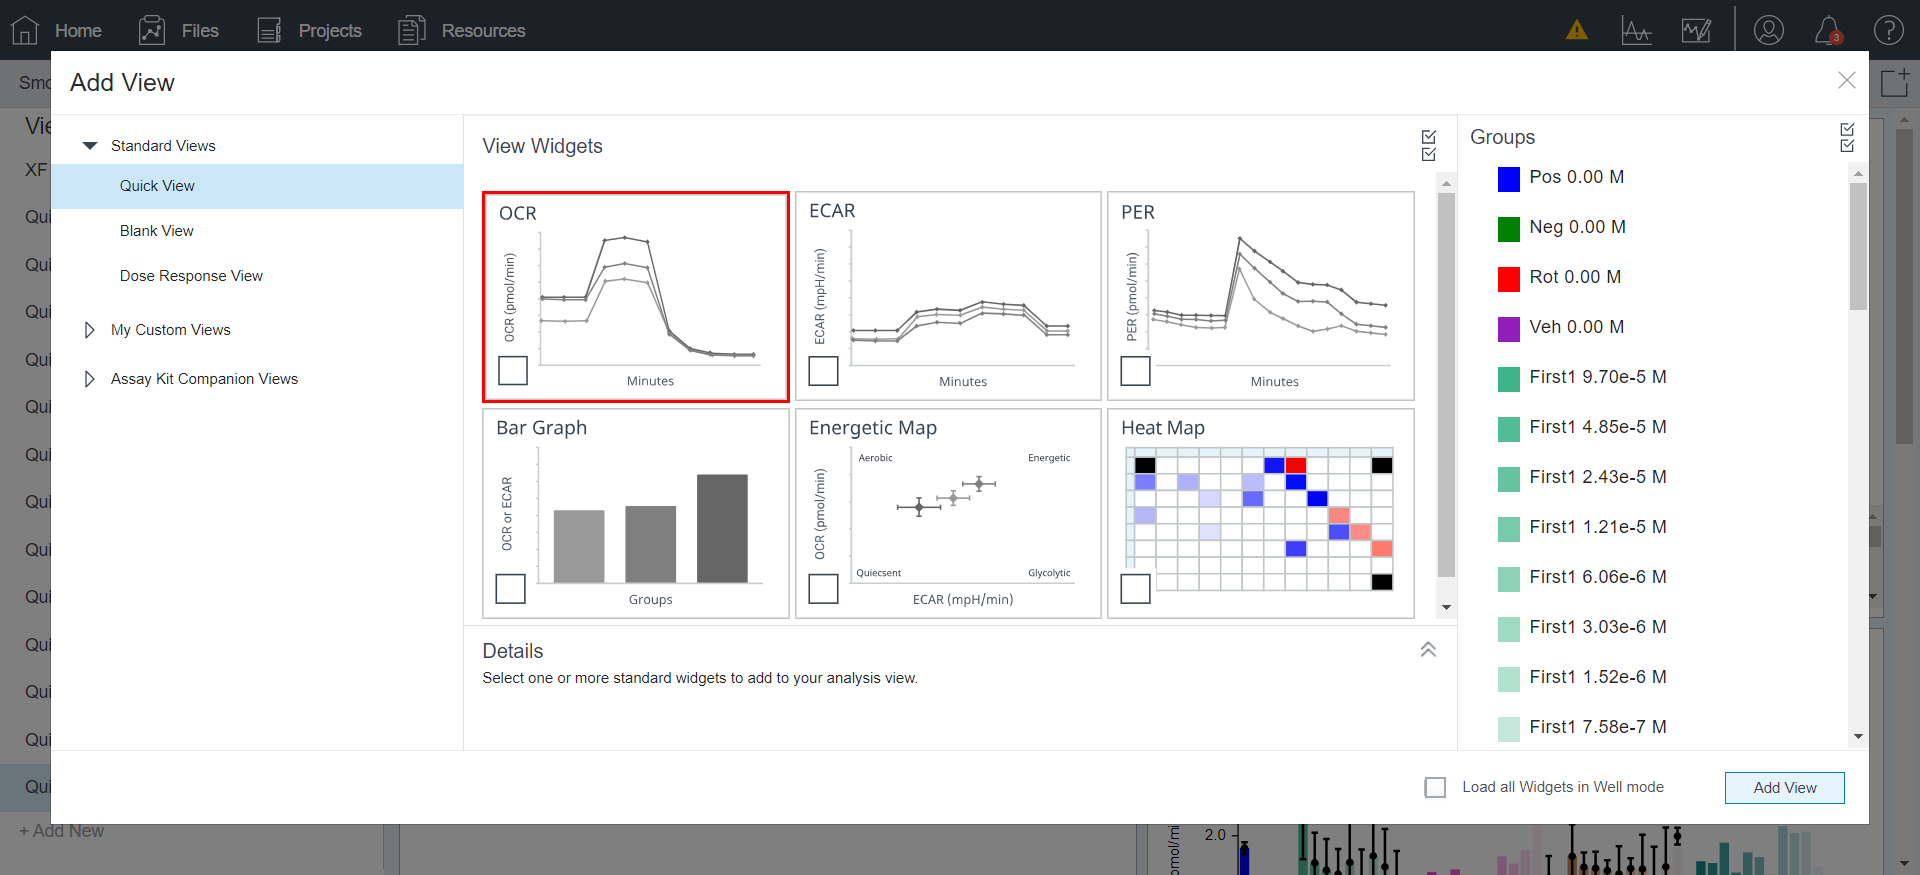 Home
Files
Projects
Resources
3
Add View
Standard Views
Quick View
Blank View
Dose Response View
My Custom Views
Assay Kit Companion Views
View Widgets
OCR
OCR (pmol/min)
Minutes
ECAR
ECAR (mpH/min)
Minutes
PER
PER (pmol/min)
Minutes
Bar Graph
OCR or ECAR
Groups
Energetic Map
Aerobic
Energetic
OCR (pmol/min)
Quiecsent
Glycolytic
ECAR (mpH/min)
Heat Map
Details
Select one or more standard widgets to add to your analysis view.
Groups
Pos 0.00 M
Neg 0.00 M
Rot 0.00 M
Veh 0.00 M
First1 9.70e-5 M
First1 4.85e-5 M
First1 2.43e-5 M
First1 1.21e-5 M
First1 6.06e-6 M
First1 3.03e-6 M
First1 1.52e-6 M
First1 7.58e-7 M
Load all Widgets in Well mode
Add View
Smo
Vie
XF
Qui
Qui
Qui
Qui
Qui
Qui
Qui
Qui
Qui
Qui
Qui
Qui
Qui
+ Add New
2.0
pmol/min